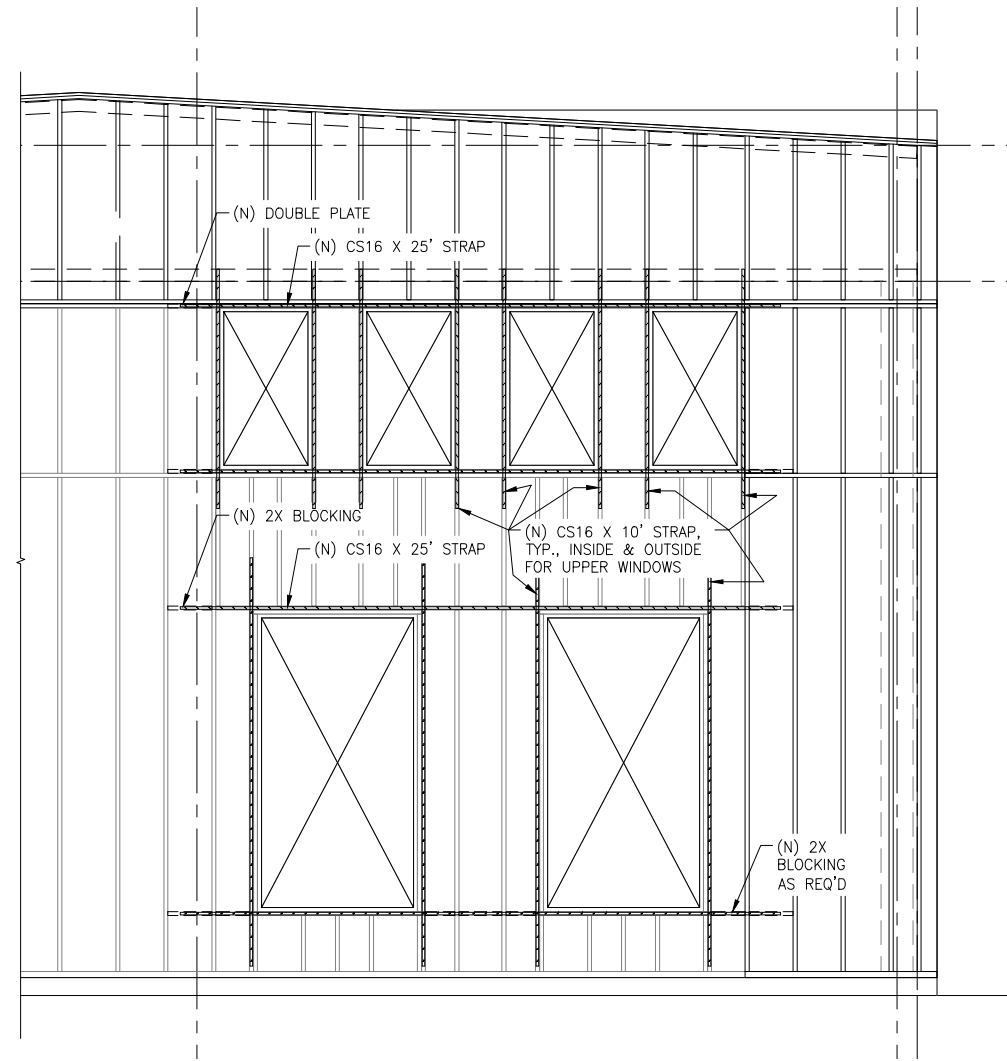 (N) DOUBLE PLATE
(N) CS16 X 25' STRAP
(N) 2X BLOCKING
(N) CS16 X 25' STRAP
(N) CS16 X 10' STRAP,
TYP., INSIDE & OUTSIDE
FOR UPPER WINDOWS
(N) 2X
BLOCKING
AS REQ'D